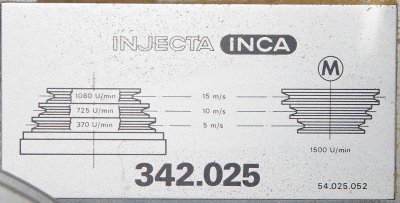 INJECTA INCA
M
1080 U/min 15 m/s
725 U/min 10 m/s
370 U/min 5 m/s
1500 U/min
342.025
54.025.052